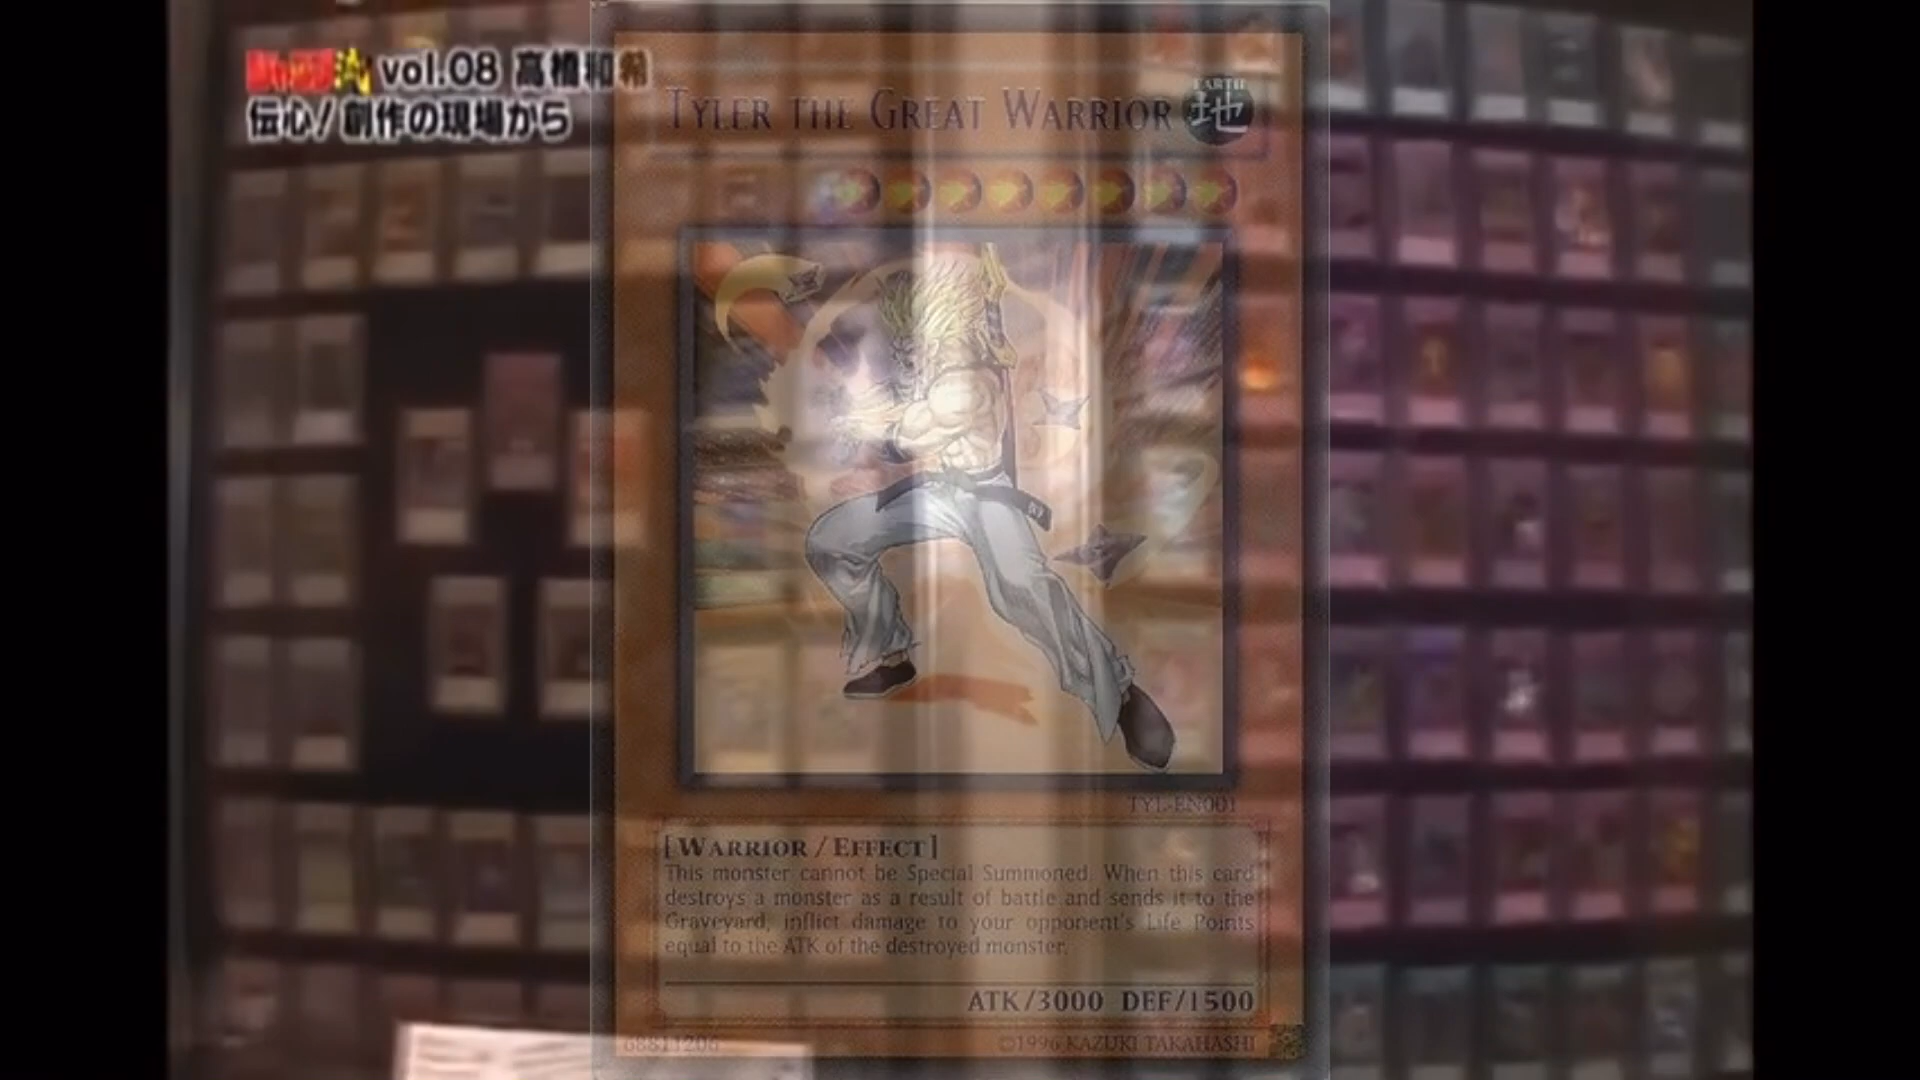 vol.08 高橋和希
伝心!創作の現場から
TYLER THE GREAT WARRIOR
EARTH
地
TYL-EN001
[WARRIOR / EFFECT]
This monster cannot be Special Summoned. When this card
destroys a monster as a result of battle and sends it to the
Graveyard, inflict damage to your opponent's Life Points
equal to the ATK of the destroyed monster.
ATK/3000 DEF/1500
68811206 ©1996 KAZUKI TAKAHASHI